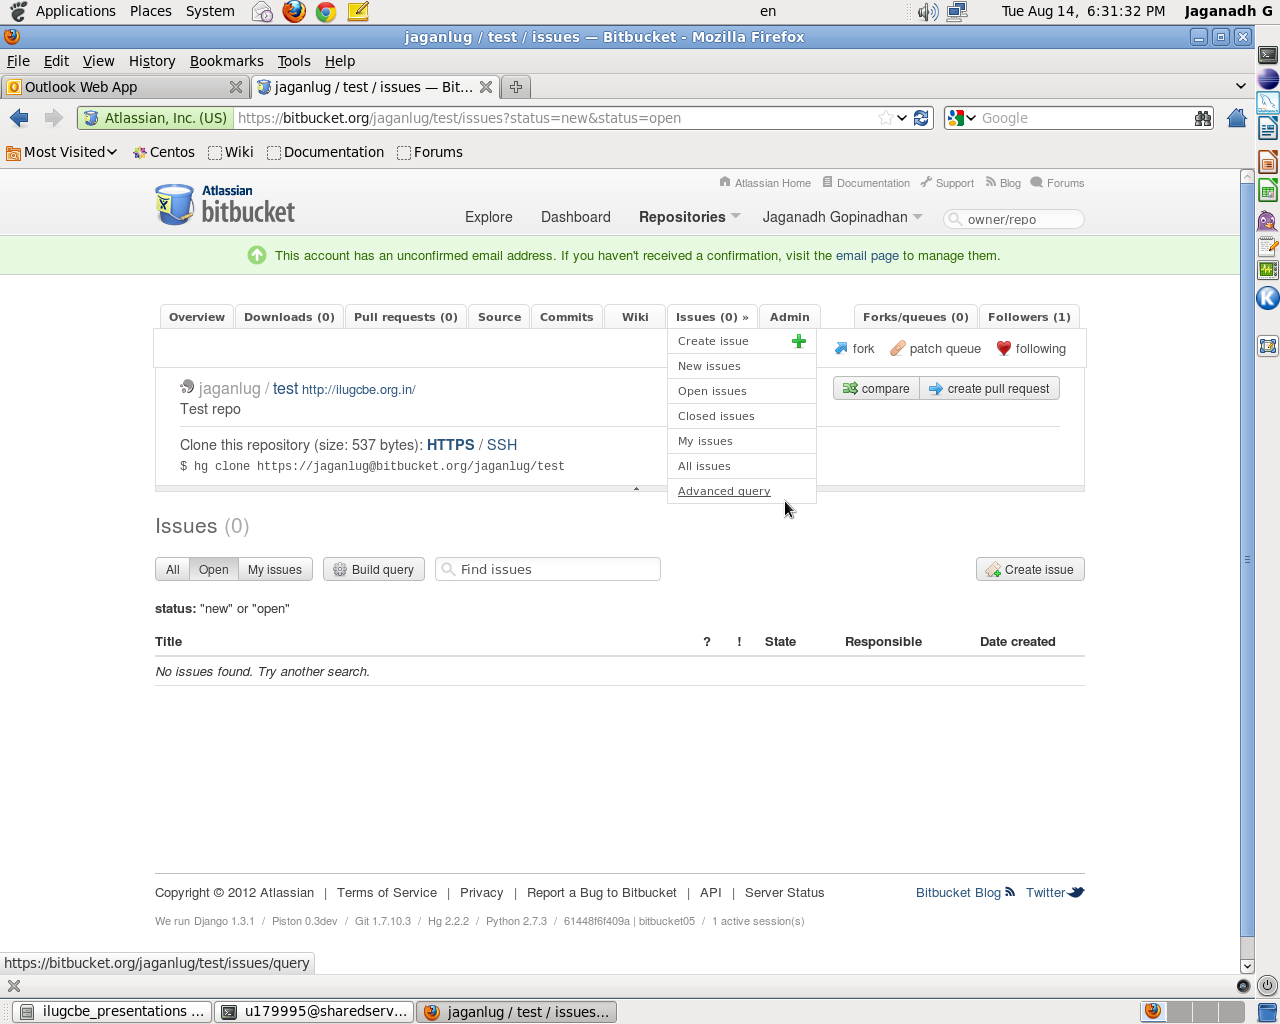 Applications Places System en Tue Aug 14, 6:31:32 PM Jaganadh G
jaganlug / test / issues — Bitbucket - Mozilla Firefox
File Edit View History Bookmarks Tools Help
Outlook Web App jaganlug / test / issues — Bit...
Atlassian, Inc. (US) https://bitbucket.org/jaganlug/test/issues?status=new&status=open Google
Most Visited Centos Wiki Documentation Forums
Atlassian Home Documentation Support Blog Forums
Atlassian
bitbucket
Explore Dashboard Repositories Jaganadh Gopinadhan owner/repo
This account has an unconfirmed email address. If you haven't received a confirmation, visit the email page to manage them.
Overview Downloads (0) Pull requests (0) Source Commits Wiki Issues (0) » Admin Forks/queues (0) Followers (1)
Create issue
New issues
Open issues
Closed issues
My issues
All issues
Advanced query
fork patch queue following
jaganlug / test http://ilugcbe.org.in/
compare create pull request
Test repo
Clone this repository (size: 537 bytes): HTTPS / SSH
$ hg clone https://jaganlug@bitbucket.org/jaganlug/test
Issues (0)
All Open My issues Build query Find issues Create issue
status: "new" or "open"
Title ? ! State Responsible Date created
No issues found. Try another search.
Copyright © 2012 Atlassian | Terms of Service | Privacy | Report a Bug to Bitbucket | API | Server Status Bitbucket Blog Twitter
We run Django 1.3.1 / Piston 0.3dev / Git 1.7.10.3 / Hg 2.2.2 / Python 2.7.3 / 61448f6f409a | bitbucket05 / 1 active session(s)
https://bitbucket.org/jaganlug/test/issues/query
ilugcbe_presentations ... u179995@sharedserv... jaganlug / test / issues...